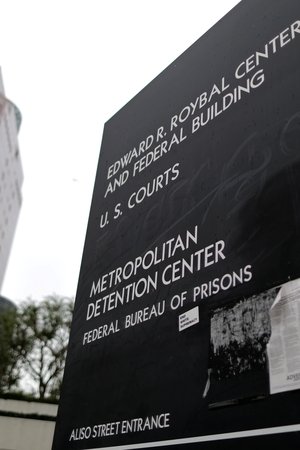 EDWARD R. ROYBAL CENTER
AND FEDERAL BUILDING
U. S. COURTS
METROPOLITAN
DETENTION CENTER
FEDERAL BUREAU OF PRISONS
ALISO STREET ENTRANCE